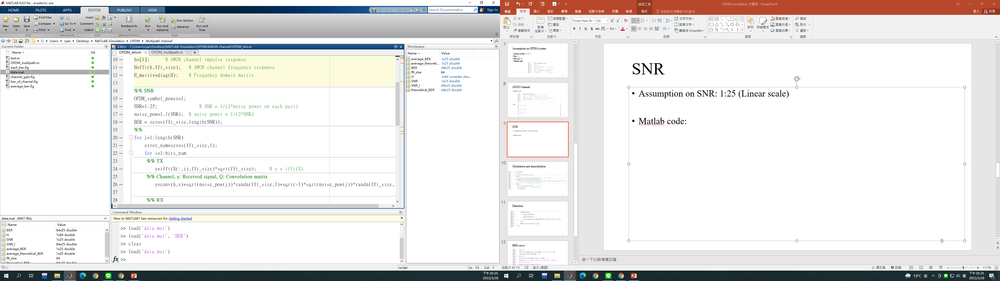 MATLAB R2019a - academic use
HOME PLOTS APPS EDITOR PUBLISH VIEW
Search Documentation Sign In
New Open Save Find Files Compare Print
Go To Find
Insert fx
Comment
Indent
Breakpoints
Run Run and Advance Run Section Advance Run and Time
FILE NAVIGATE EDIT BREAKPOINTS RUN
C: Users ryan Desktop MATLAB-Simulation OFDM Multipath channel
Current Folder
Name Git
test.m
OFDM_multipath.m
each_ber.fig
data.mat
channel_gain.fig
ber_of_channel.fig
average_ber.fig
data.mat (MAT-file)
Name Value
BER 64x25 double
H 1x64 double
SNR 1x25 double
SNR_i 64x25 double
average_BER 1x25 double
average_theoretical_BER 1x25 double
fft_size 64
theoretical_BER 64x25 double
Editor - C:\Users\ryan\Desktop\MATLAB-Simulation\OFDM\AWGN channel\OFDM_sim.m
OFDM_sim.m OFDM_multipath.m
10 — h=[1]; % AWGN channel impulse response
11 — H=fft(h,fft_size); % AWGN channel frequency response
12 — H_matrix=diag(H); % Frequency domain matrix
13
14 %% SNR
15 — OFDM_symbol_power=1;
16 — SNR=1:25; % SNR = 1/(2*noise power on each part)
17 — noise_pow=1./(SNR); % noise power = 1/(2*SNR)
18 — BER = zeros(fft_size,length(SNR));
19 %%
20 — for j=1:length(SNR)
21 — error_num=zeros(fft_size,1);
22 — for i=1:bits_num
23 %% TX
24 — x=ifft(X(:,i),fft_size)*sqrt(fft_size); % x = ifft(X)
25 %% Channel, y: Received signal, Q: Convolution matrix
26 — y=conv(h,x)+sqrt(noise_pow(j))*randn(fft_size,1)+sqrt(-1)*sqrt(noise_pow(j))*randn(fft_size,
27
28 %% RX
Command Window
New to MATLAB? See resources for Getting Started.
>> load('data.mat')
>> load('data.mat', 'BER')
>> clear
>> load('data.mat')
fx >>
Workspace
Name Value
average_BER 1x25 double
average_theoreti... 1x25 double
BER 64x25 double
fft_size 64
H 1x64 complex dou...
SNR 1x25 double
SNR_i 64x25 double
theoretical_BER 64x25 double
script Ln 13 Col 1
下午 05:35
2022/3/28
OFDM simulation 方宣翔 - PowerPoint
繪圖工具
檔案 常用 插入 設計 轉場 動畫 投影片放映 校閱 檢視 格式 告訴我您想要執行的動作... 登入 共用
貼上 剪下 複製 複製格式
新增投影片 版面配置 重設 章節
Times New Ro 24
B I U S abc AV Aa A
文字方向 對齊文字 轉換成 SmartArt
排列 快速樣式 圖案填滿 圖案外框 圖案效果
尋找 取代 選取
剪貼簿 投影片 字型 段落 繪圖 編輯
7
Assumption on OFDM system
8
AWGN channel
• Matlab code:
9
SNR
• Assumption on SNR: 1:25 (Linear scale)
• Matlab code:
10
Modulation and demodulation
11
Detection
12
BER curve
SNR
• Assumption on SNR: 1:25 (Linear scale)
• Matlab code:
9
按一下以新增備忘稿
投影片 9/ 13 英文 (美國) 備忘稿 註解 111%
19°C 雨 英 下午 05:35
2022/3/28